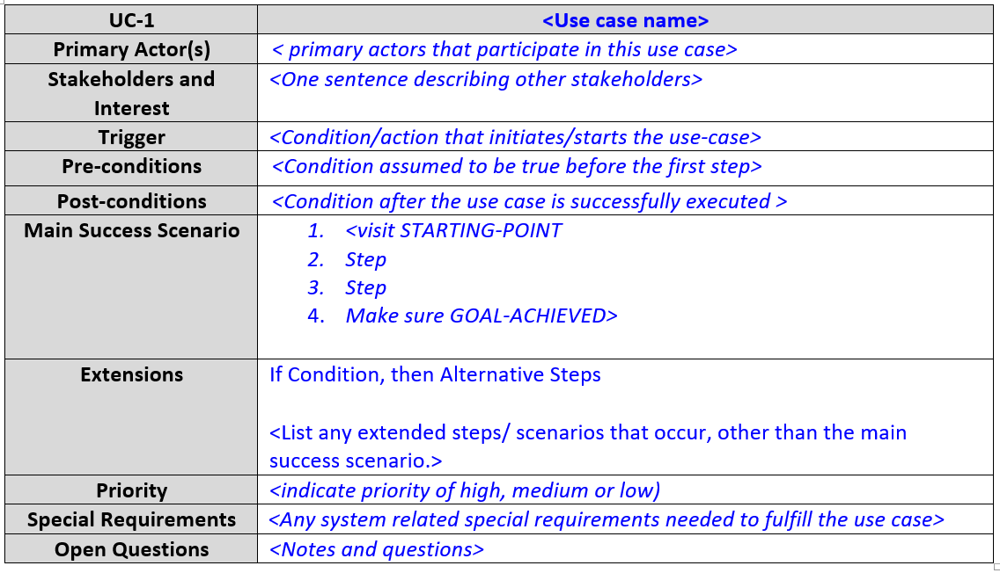 UC-1 <Use case name>
Primary Actor(s) < primary actors that participate in this use case>
Stakeholders and <One sentence describing other stakeholders>
Interest
Trigger <Condition/action that initiates/starts the use-case>
Pre-conditions <Condition assumed to be true before the first step>
Post-conditions <Condition after the use case is successfully executed >
Main Success Scenario 1. <visit STARTING-POINT
2. Step
3. Step
4. Make sure GOAL-ACHIEVED>
Extensions If Condition, then Alternative Steps
<List any extended steps/ scenarios that occur, other than the main
success scenario.>
Priority <indicate priority of high, medium or low)
Special Requirements <Any system related special requirements needed to fulfill the use case>
Open Questions <Notes and questions>